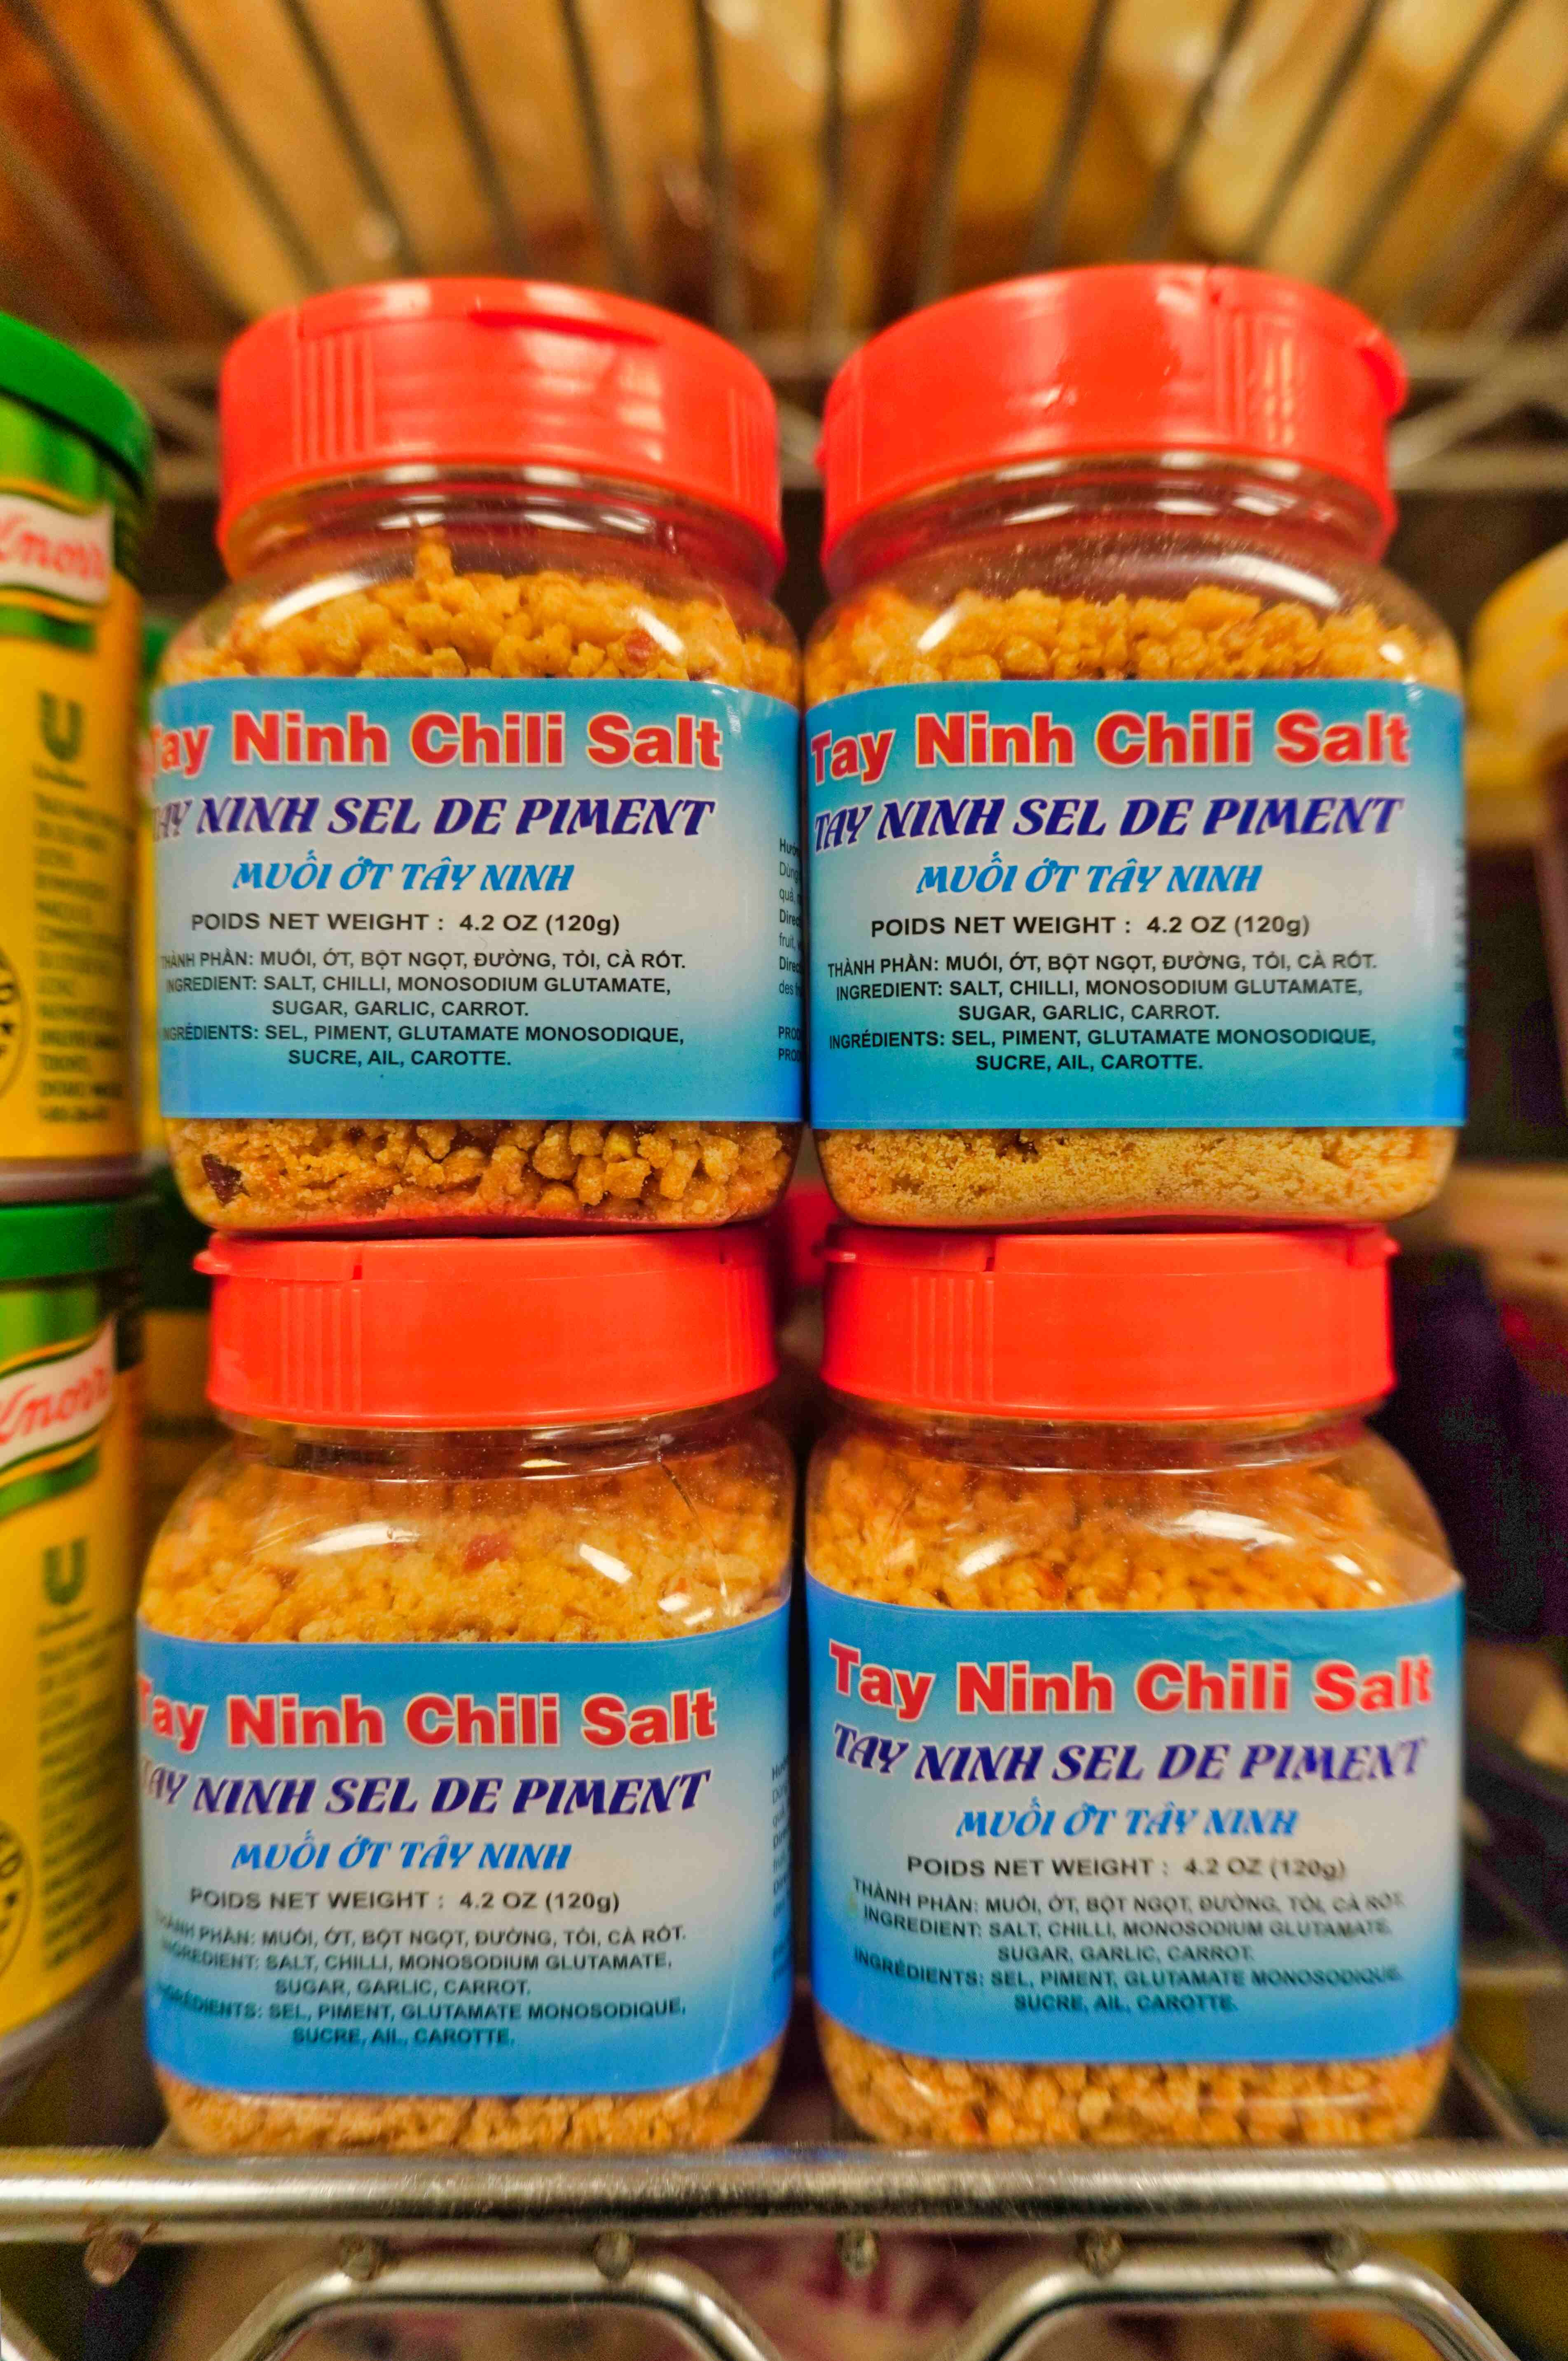 Tay Ninh Chili Salt
TAY NINH SEL DE PIMENT
MUỐI ỚT TÂY NINH
POIDS NET WEIGHT : 4.2 OZ (120g)
THÀNH PHẦN: MUỐI, ỚT, BỘT NGỌT, ĐƯỜNG, TỎI, CÀ RỐT.
INGREDIENT: SALT, CHILLI, MONOSODIUM GLUTAMATE,
SUGAR, GARLIC, CARROT.
INGRÉDIENTS: SEL, PIMENT, GLUTAMATE MONOSODIQUE,
SUCRE, AIL, CAROTTE.
Tay Ninh Chili Salt
TAY NINH SEL DE PIMENT
MUỐI ỚT TÂY NINH
POIDS NET WEIGHT : 4.2 OZ (120g)
THÀNH PHẦN: MUỐI, ỚT, BỘT NGỌT, ĐƯỜNG, TỎI, CÀ RỐT.
INGREDIENT: SALT, CHILLI, MONOSODIUM GLUTAMATE,
SUGAR, GARLIC, CARROT.
INGRÉDIENTS: SEL, PIMENT, GLUTAMATE MONOSODIQUE,
SUCRE, AIL, CAROTTE.
Tay Ninh Chili Salt
TAY NINH SEL DE PIMENT
MUỐI ỚT TÂY NINH
POIDS NET WEIGHT : 4.2 OZ (120g)
THÀNH PHẦN: MUỐI, ỚT, BỘT NGỌT, ĐƯỜNG, TỎI, CÀ RỐT.
INGREDIENT: SALT, CHILLI, MONOSODIUM GLUTAMATE,
SUGAR, GARLIC, CARROT.
INGRÉDIENTS: SEL, PIMENT, GLUTAMATE MONOSODIQUE,
SUCRE, AIL, CAROTTE.
Tay Ninh Chili Salt
TAY NINH SEL DE PIMENT
MUỐI ỚT TÂY NINH
POIDS NET WEIGHT : 4.2 OZ (120g)
THÀNH PHẦN: MUỐI, ỚT, BỘT NGỌT, ĐƯỜNG, TỎI, CÀ RỐT.
INGREDIENT: SALT, CHILLI, MONOSODIUM GLUTAMATE,
SUGAR, GARLIC, CARROT.
INGRÉDIENTS: SEL, PIMENT, GLUTAMATE MONOSODIQUE,
SUCRE, AIL, CAROTTE.
Knorr
Knorr